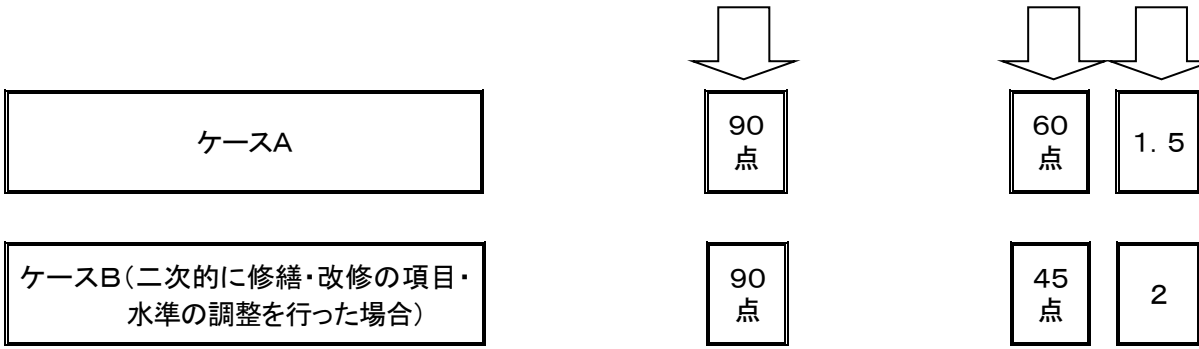 ケースA
90
点
60
点
1．5
ケースB（二次的に修繕・改修の項目・
水準の調整を行った場合）
90
点
45
点
2